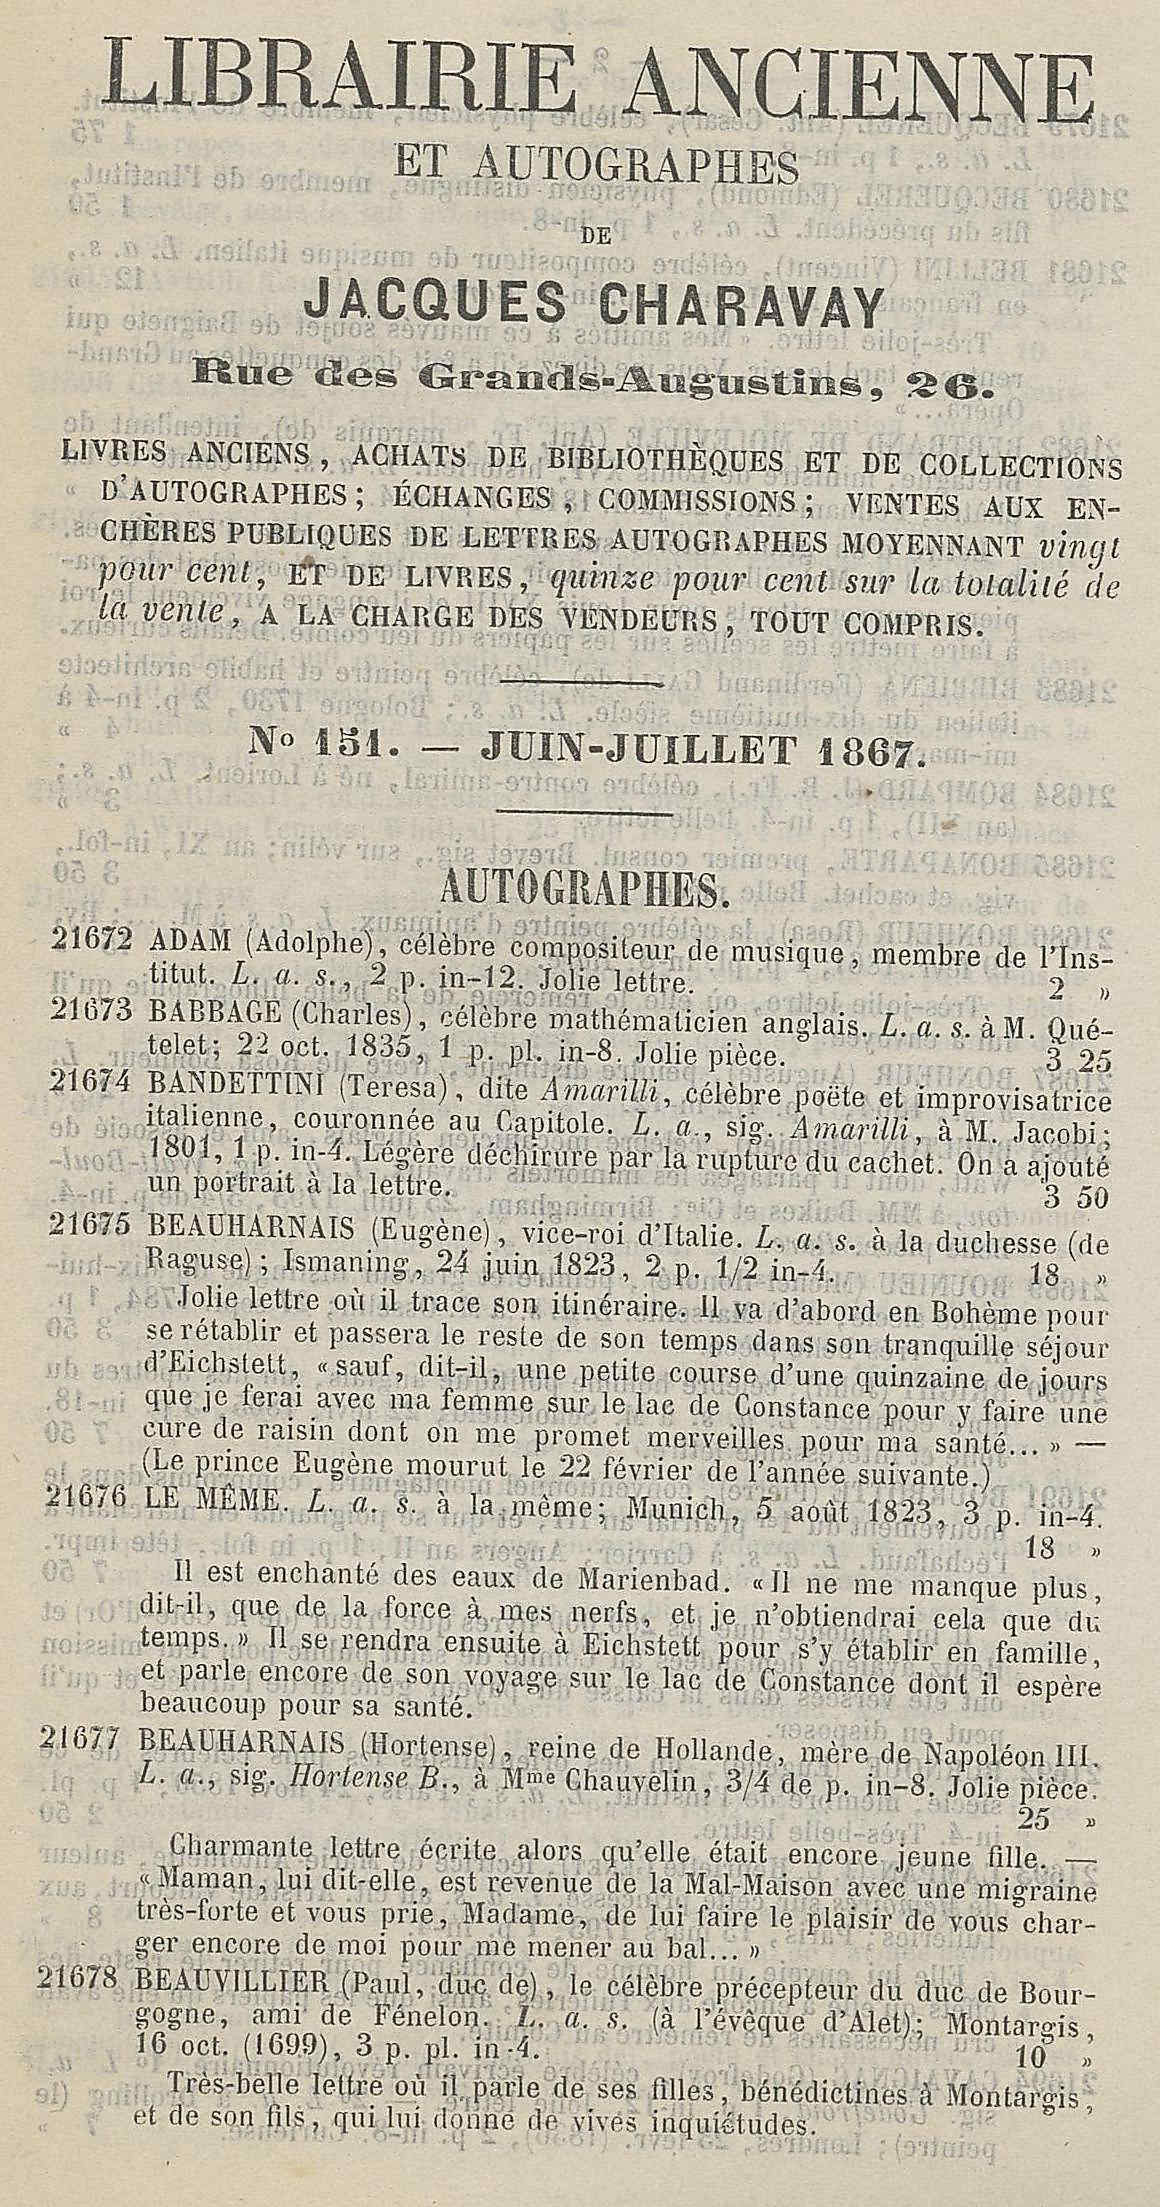 LIBRAIRIE ANCIENNE
ET AUTOGRAPHES
DE
JACQUES CHARAVAY
Rue des Grands-Augustins, 26.
LIVRES ANCIENS, ACHATS DE BIBLIOTHÈQUES ET DE COLLECTIONS
D'AUTOGRAPHES; ÉCHANGES, COMMISSIONS; VENTES AUX EN-
CHÈRES PUBLIQUES DE LETTRES AUTOGRAPHES MOYENNANT vingt
pour cent, ET DE LIVRES, quinze pour cent sur la totalité de
la vente, A LA CHARGE DES VENDEURS, TOUT COMPRIS.
No 151. — JUIN-JUILLET 1867.
AUTOGRAPHES.
21672 ADAM (Adolphe), célèbre compositeur de musique, membre de l'Ins-
titut. L. a. s., 2 p. in-12. Jolie lettre. 2 »
21673 BABBAGE (Charles), célèbre mathématicien anglais. L. a. s. à M. Qué-
telet; 22 oct. 1835, 1 p. pl. in-8. Jolie pièce. 3 25
21674 BANDETTINI (Teresa), dite Amarilli, célèbre poëte et improvisatrice
italienne, couronnée au Capitole. L. a., sig. Amarilli, à M. Jacobi;
1801, 1 p. in-4. Légère déchirure par la rupture du cachet. On a ajouté
un portrait à la lettre. 3 50
21675 BEAUHARNAIS (Eugène), vice-roi d'Italie. L. a. s. à la duchesse (de
Raguse); Ismaning, 24 juin 1823, 2 p. 1/2 in-4. 18 »
Jolie lettre où il trace son itinéraire. Il va d'abord en Bohème pour
se rétablir et passera le reste de son temps dans son tranquille séjour
d'Eichstett, « sauf, dit-il, une petite course d'une quinzaine de jours
que je ferai avec ma femme sur le lac de Constance pour y faire une
cure de raisin dont on me promet merveilles pour ma santé... » —
(Le prince Eugène mourut le 22 février de l'année suivante.)
21676 LE MÊME. L. a. s. à la même; Munich, 5 août 1823, 3 p. in-4.
18 »
Il est enchanté des eaux de Marienbad. « Il ne me manque plus,
dit-il, que de la force à mes nerfs, et je n'obtiendrai cela que du
temps. » Il se rendra ensuite à Eichstett pour s'y établir en famille,
et parle encore de son voyage sur le lac de Constance dont il espère
beaucoup pour sa santé.
21677 BEAUHARNAIS (Hortense), reine de Hollande, mère de Napoléon III.
L. a., sig. Hortense B., à Mme Chauvelin, 3/4 de p. in-8. Jolie pièce.
25 »
Charmante lettre écrite alors qu'elle était encore jeune fille. —
« Maman, lui dit-elle, est revenue de la Mal-Maison avec une migraine
très-forte et vous prie, Madame, de lui faire le plaisir de vous char-
ger encore de moi pour me mener au bal... »
21678 BEAUVILLIER (Paul, duc de), le célèbre précepteur du duc de Bour-
gogne, ami de Fénelon. L. a. s. (à l'évèque d'Alet); Montargis,
16 oct. (1699), 3 p. pl. in-4. 10 »
Très-belle lettre où il parle de ses filles, bénédictines à Montargis,
et de son fils, qui lui donne de vives inquiétudes.